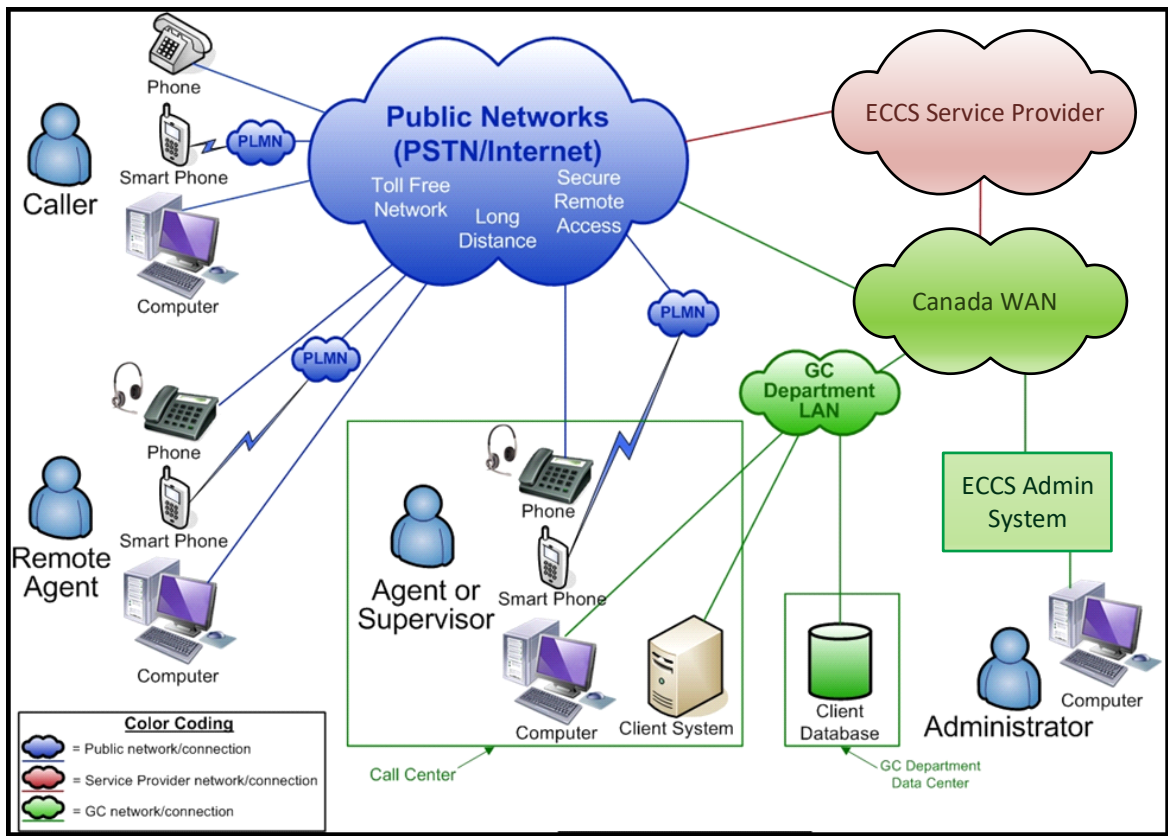 Phone
PLMN
Smart Phone
Caller
Computer
Public Networks
(PSTN/Internet)
Toll Free
Network
Long
Distance
Secure
Remote
Access
ECCS Service Provider
Canada WAN
PLMN
PLMN
GC
Department
LAN
Phone
Smart Phone
Remote
Agent
Computer
Phone
Agent or
Supervisor
Smart Phone
Computer
Client System
Client
Database
ECCS Admin
System
Administrator
Computer
Call Center
GC Department
Data Center
Color Coding
= Public network/connection
= Service Provider network/connection
= GC network/connection